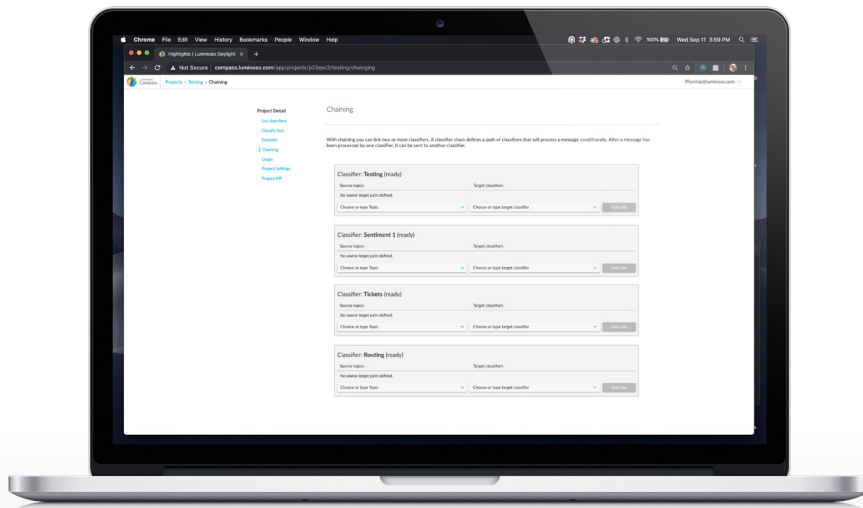 Chrome File Edit View History Bookmarks People Window Help
100% Wed Sep 11 3:59 PM
Highlights | Luminoso Daylight
Not Secure | compass.luminoso.com/app/projects/p23sepc3/testing/chainging
Compass Projects › Testing › Chaining
Project Detail
List classifiers
Classify text
Datasets
Chaining
Usage
Project Settings
Project API
Chaining
With chaining you can link two or more classifiers. A classifier chain defines a path of classifiers that will process a message conditionally. After a message has
been processed by one classifier, it can be sent to another classifier.
Classifier: Testing (ready)
Source topics Target classifiers
No source target pairs defined.
Choose or type Topic Choose or type target classifier Add pair
Classifier: Sentiment 1 (ready)
Source topics Target classifiers
No source target pairs defined.
Choose or type Topic Choose or type target classifier Add pair
Classifier: Tickets (ready)
Source topics Target classifiers
No source target pairs defined.
Choose or type Topic Choose or type target classifier Add pair
Classifier: Routing (ready)
Source topics Target classifiers
No source target pairs defined.
Choose or type Topic Choose or type target classifier Add pair